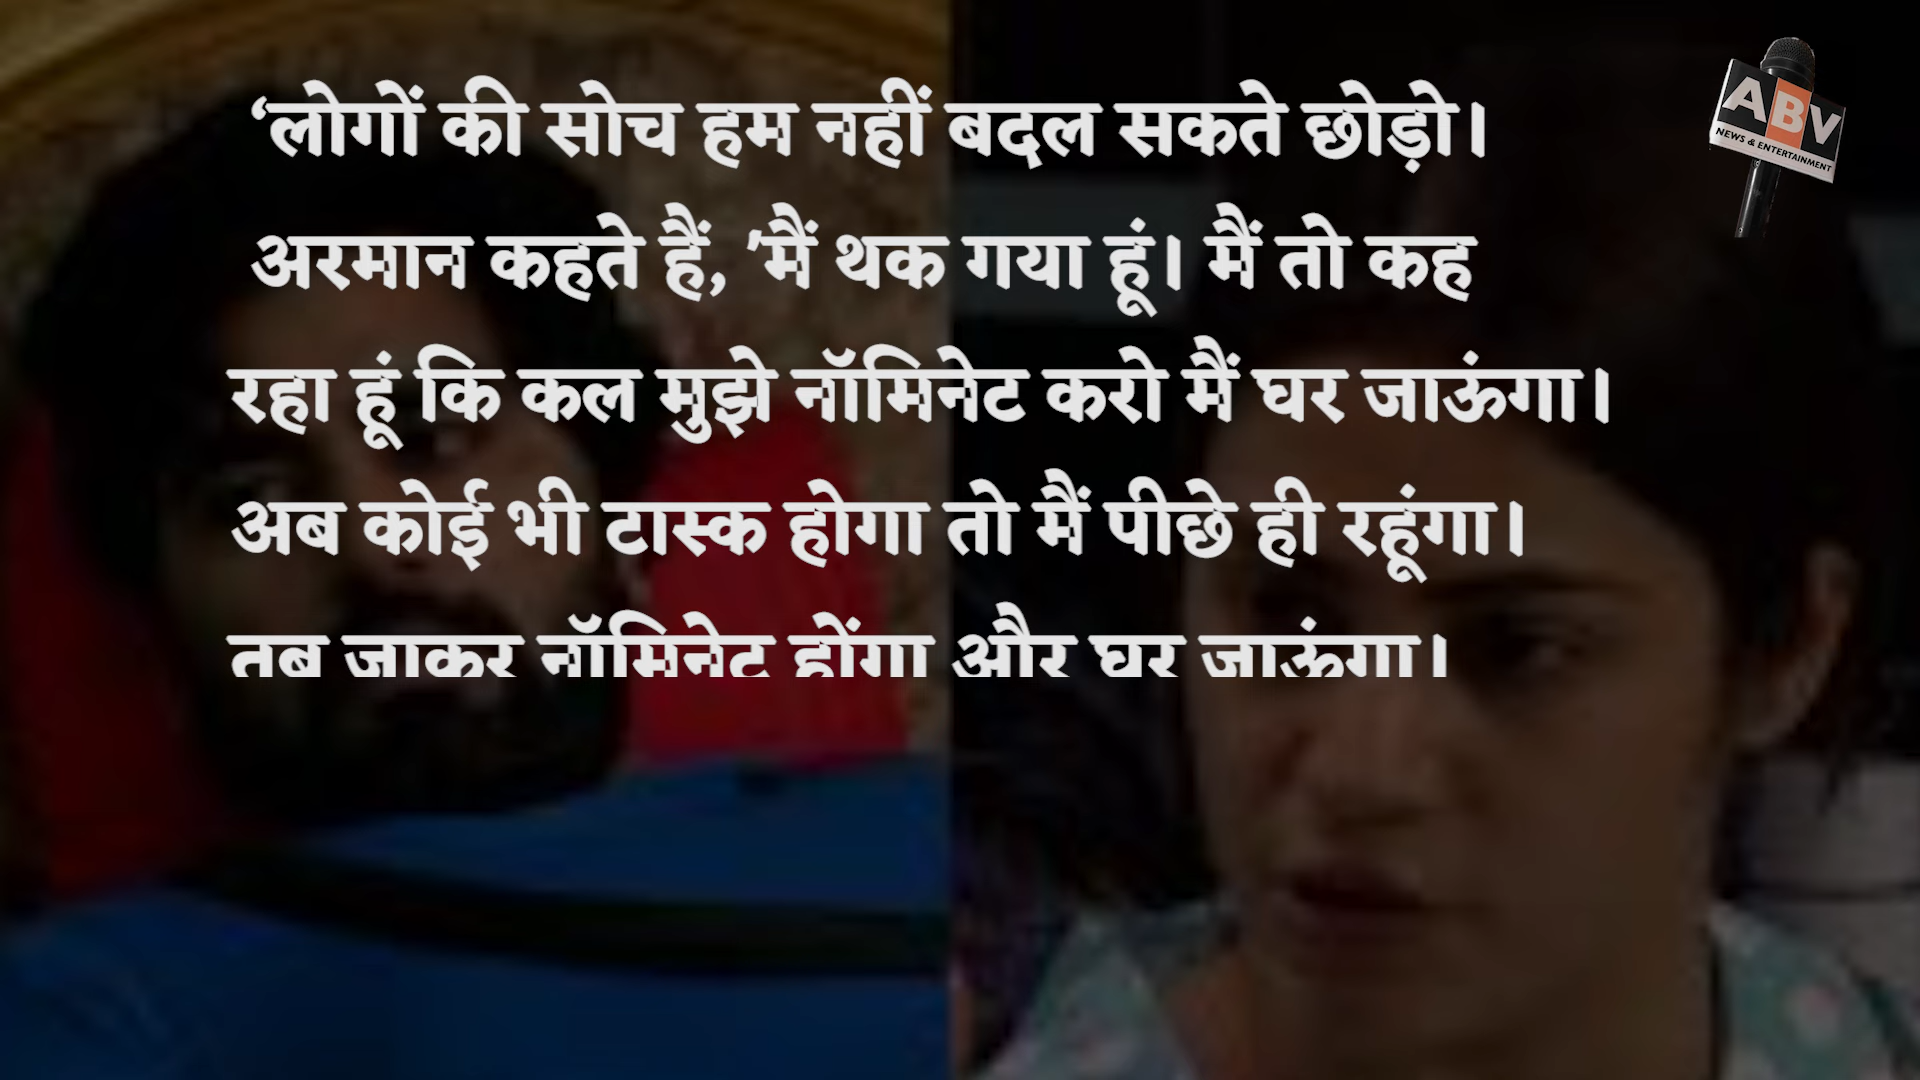 ‘लोगों की सोच हम नहीं बदल सकते छोड़ो।
अरमान कहते हैं, 'मैं थक गया हूं। मैं तो कह
रहा हूं कि कल मुझे नॉमिनेट करो मैं घर जाऊंगा।
अब कोई भी टास्क होगा तो मैं पीछे ही रहूंगा।
तब जाकर नॉमिनेट होंगा और घर जाऊंगा।
ABV
NEWS & ENTERTAINMENT